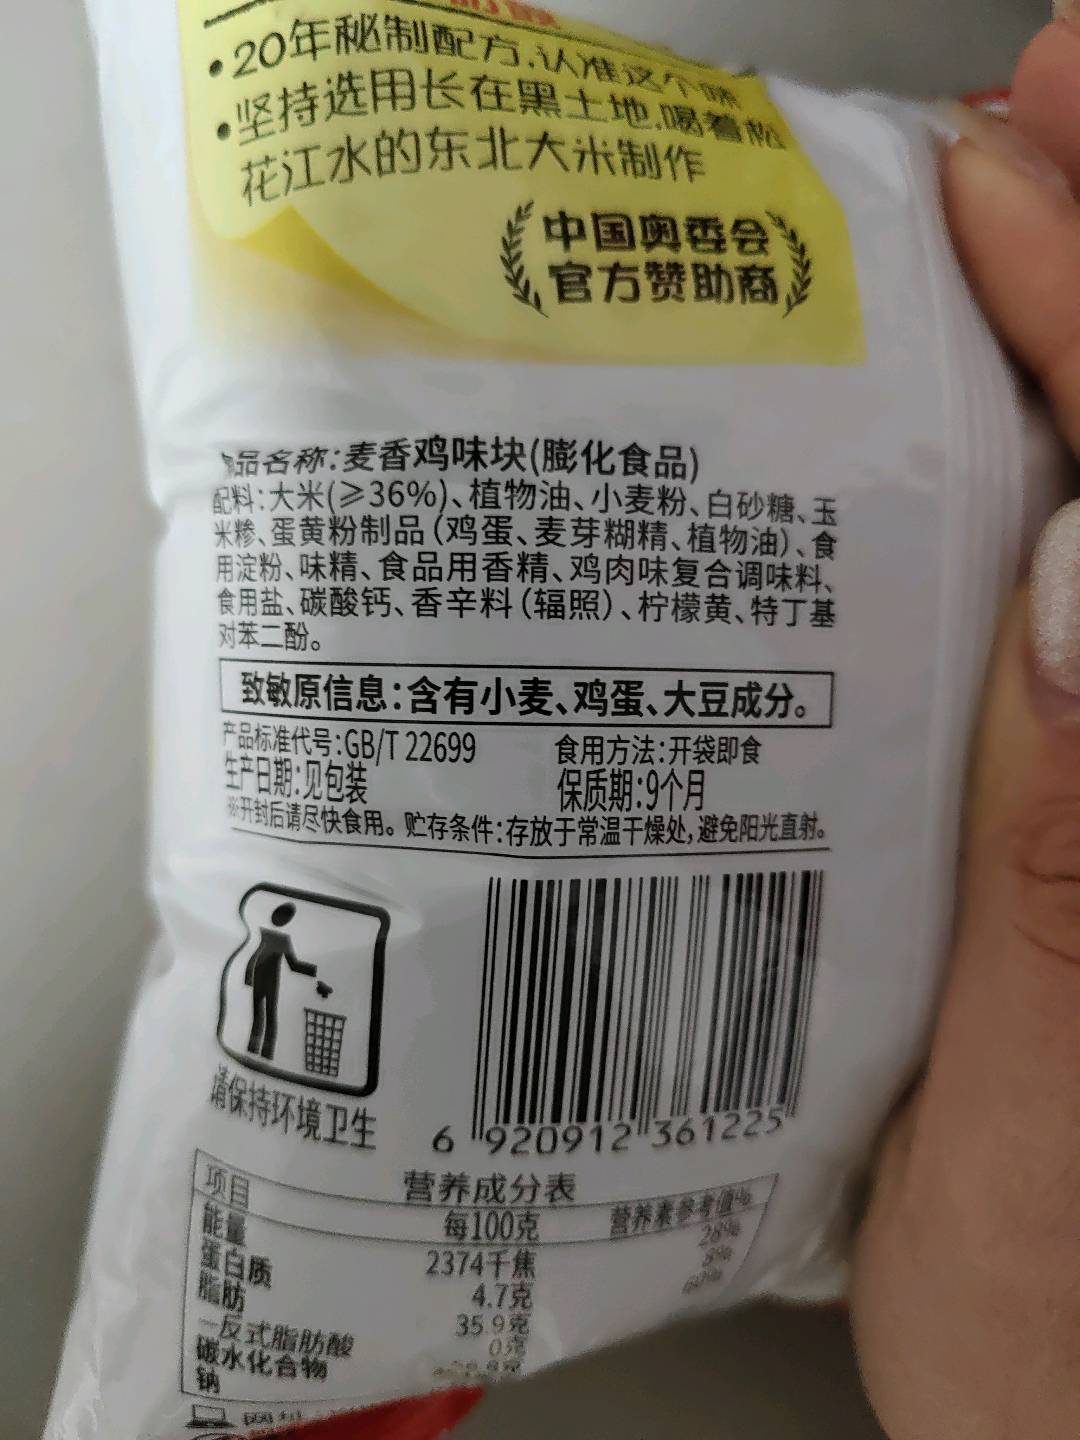 •20年秘制配方,认准这个味
•坚持选用长在黑土地,喝着松
花江水的东北大米制作
中国奥委会
官方赞助商
品名称:麦香鸡味块(膨化食品)
配料:大米(≥36%)、植物油、小麦粉、白砂糖、玉
米糁、蛋黄粉制品(鸡蛋、麦芽糊精、植物油)、食
用淀粉、味精、食品用香精、鸡肉味复合调味料、
食用盐、碳酸钙、香辛料(辐照)、柠檬黄、特丁基
对苯二酚。
致敏原信息:含有小麦、鸡蛋、大豆成分。
产品标准代号:GB/T 22699 食用方法:开袋即食
生产日期:见包装 保质期:9个月
※开封后请尽快食用。贮存条件:存放于常温干燥处,避免阳光直射。
请保持环境卫生
6 920912 361225
营养成分表
项目 每100克 营养素参考值%
能量 2374千焦 28%
蛋白质 4.7克 8%
脂肪 35.9克
—反式脂肪酸 0克
碳水化合物
钠